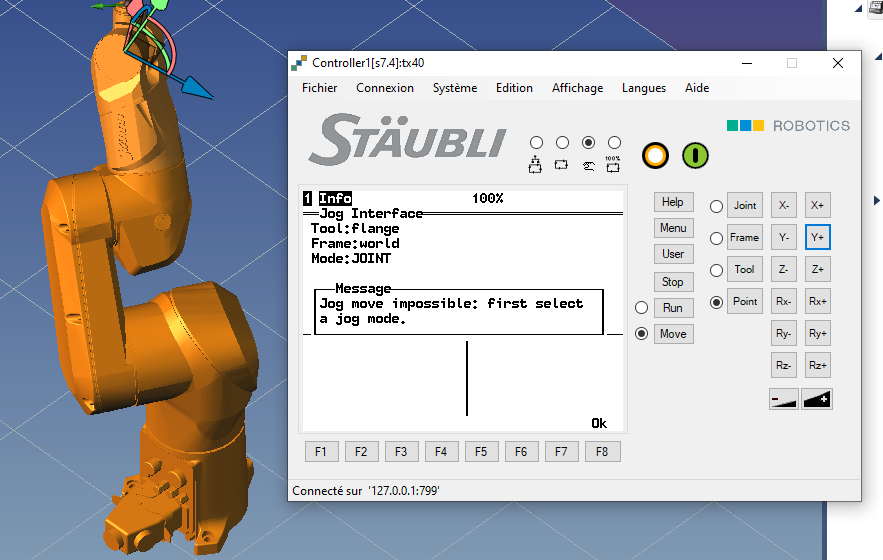 Controller1[s7.4]:tx40
Fichier Connexion Système Edition Affichage Langues Aide
STÄUBLI
ROBOTICS
100%
1 Info 100%
Jog Interface
Tool:flange
Frame:world
Mode:JOINT
Message
Jog move impossible: first select
a jog mode.
Ok
Help
Menu
User
Stop
Run
Move
Joint X- X+
Frame Y- Y+
Tool Z- Z+
Point Rx- Rx+
Ry- Ry+
Rz- Rz+
- +
F1 F2 F3 F4 F5 F6 F7 F8
Connecté sur '127.0.0.1:799'